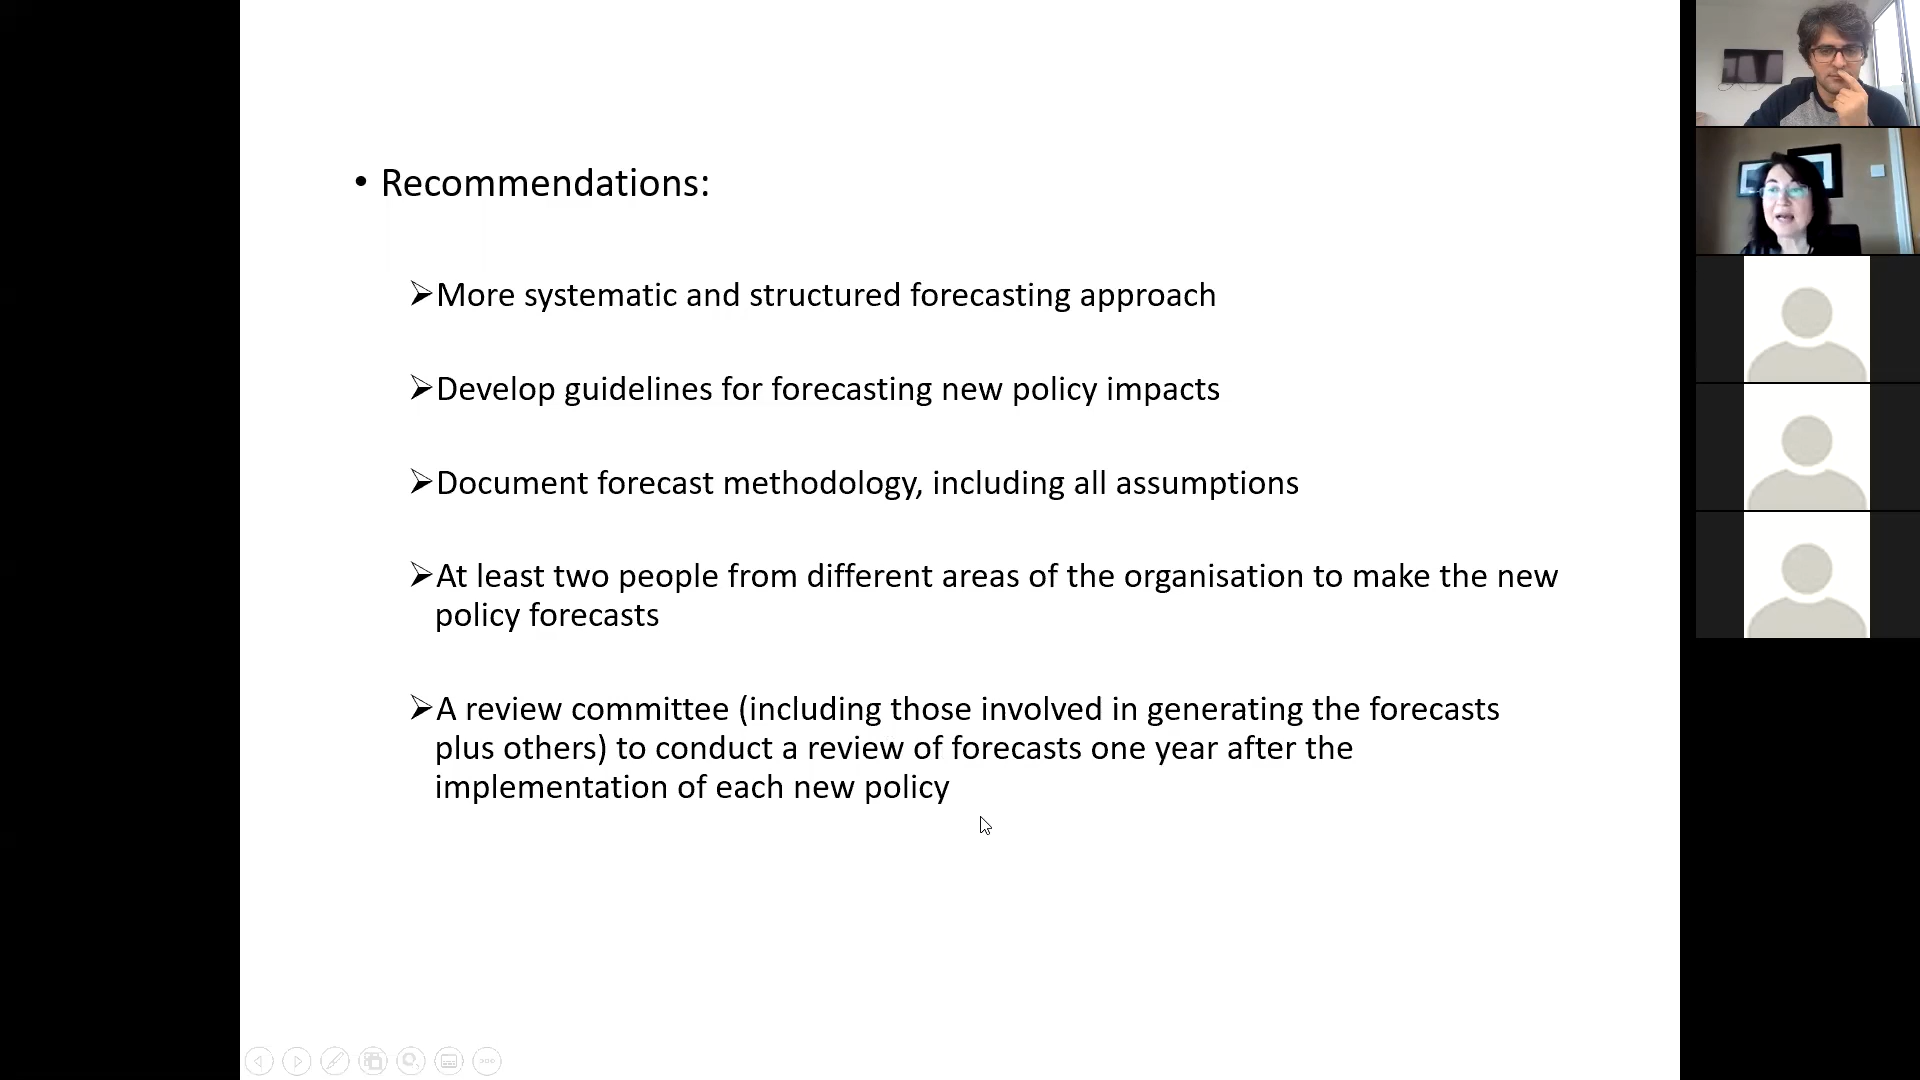 • Recommendations:
➢More systematic and structured forecasting approach
➢Develop guidelines for forecasting new policy impacts
➢Document forecast methodology, including all assumptions
➢At least two people from different areas of the organisation to make the new
policy forecasts
➢A review committee (including those involved in generating the forecasts
plus others) to conduct a review of forecasts one year after the
implementation of each new policy